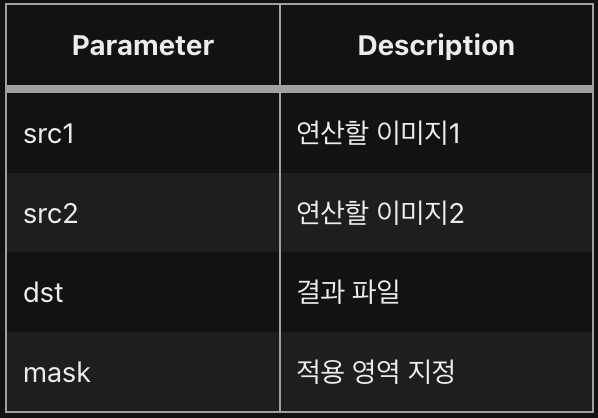 Parameter Description
src1 연산할 이미지1
src2 연산할 이미지2
dst 결과 파일
mask 적용 영역 지정